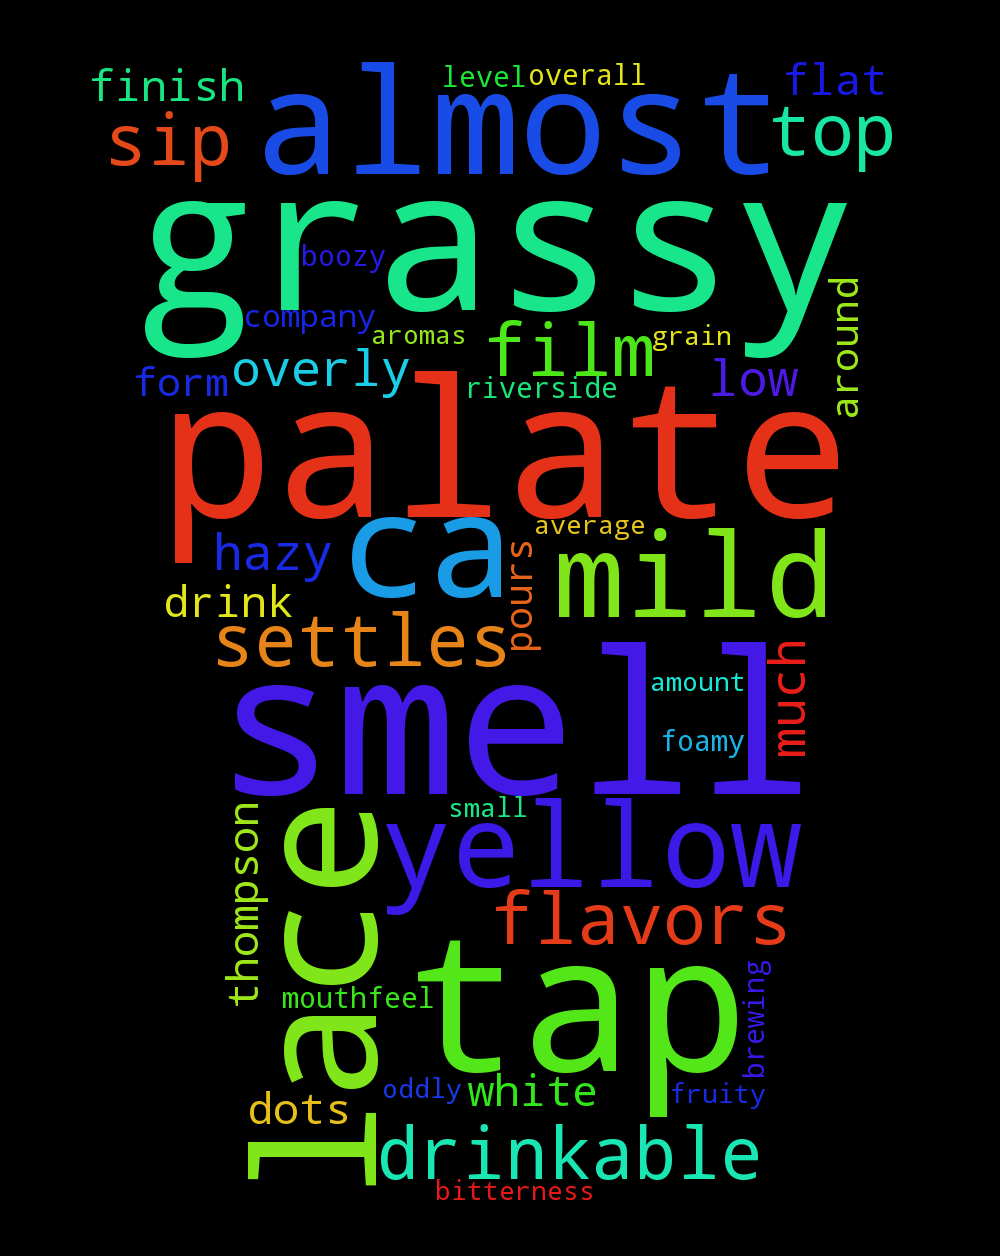 finish
almost
level
overall
flat
sip
top
grassy
boozy
company
aromas
film
grain
around
form
overly
riverside
low
palate
hazy
ca
average
pours
mild
drink
settles
smell
amount
foamy
much
thompson
lace
small
yellow
flavors
tap
mouthfeel
brewing
dots
oddly
white
fruity
drinkable
bitterness